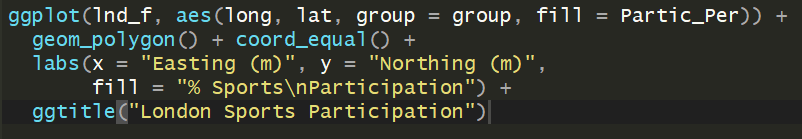 ggplot(lnd_f, aes(long, lat, group = group, fill = Partic_Per)) +
  geom_polygon() + coord_equal() +
  labs(x = "Easting (m)", y = "Northing (m)",
       fill = "% Sports\nParticipation") +
  ggtitle("London Sports Participation")